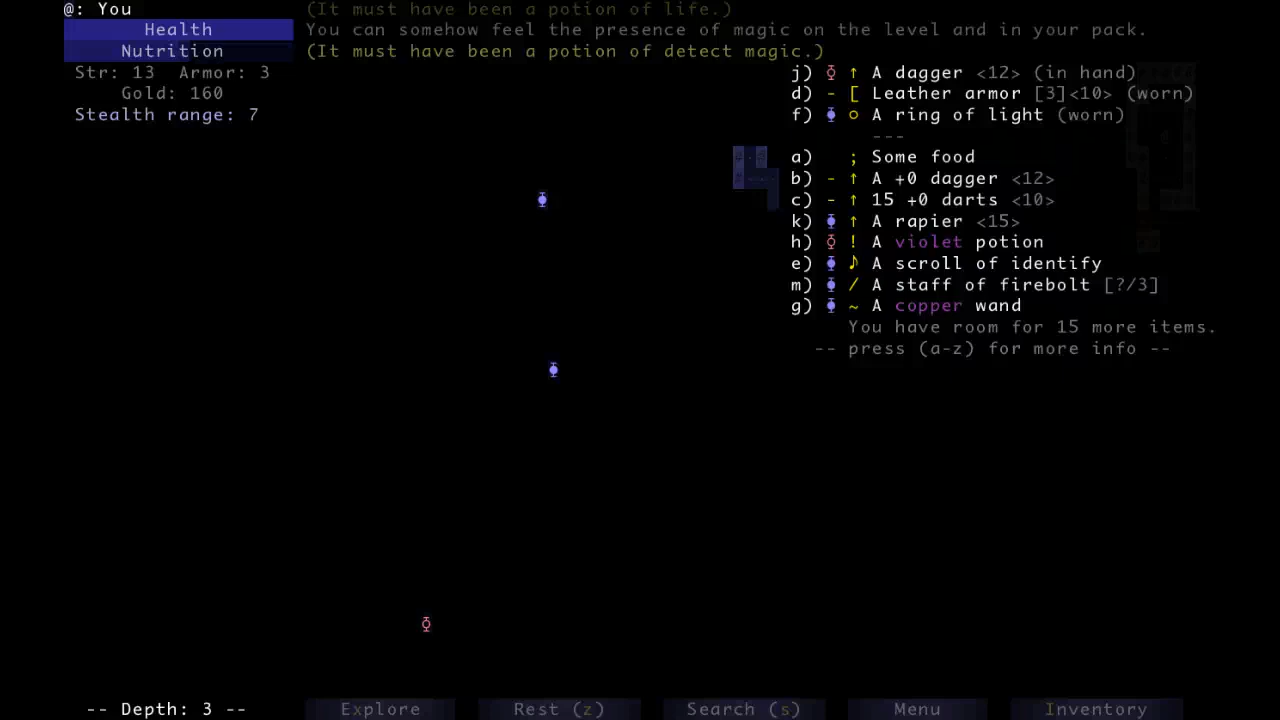 @: You
(It must have been a potion of life.)
Health
You can somehow feel the presence of magic on the level and in your pack.
Nutrition
(It must have been a potion of detect magic.)
Str: 13 Armor: 3
Gold: 160
Stealth range: 7
j) ↑ A dagger <12> (in hand)
d) - [ Leather armor [3]<10> (worn)
f) ○ A ring of light (worn)
---
a) ; Some food
b) - ↑ A +0 dagger <12>
c) - ↑ 15 +0 darts <10>
k) ↑ A rapier <15>
h) ! A violet potion
e) ♪ A scroll of identify
m) / A staff of firebolt [?/3]
g) ~ A copper wand
You have room for 15 more items.
-- press (a-z) for more info --
-- Depth: 3 --
Explore
Rest (z)
Search (s)
Menu
Inventory